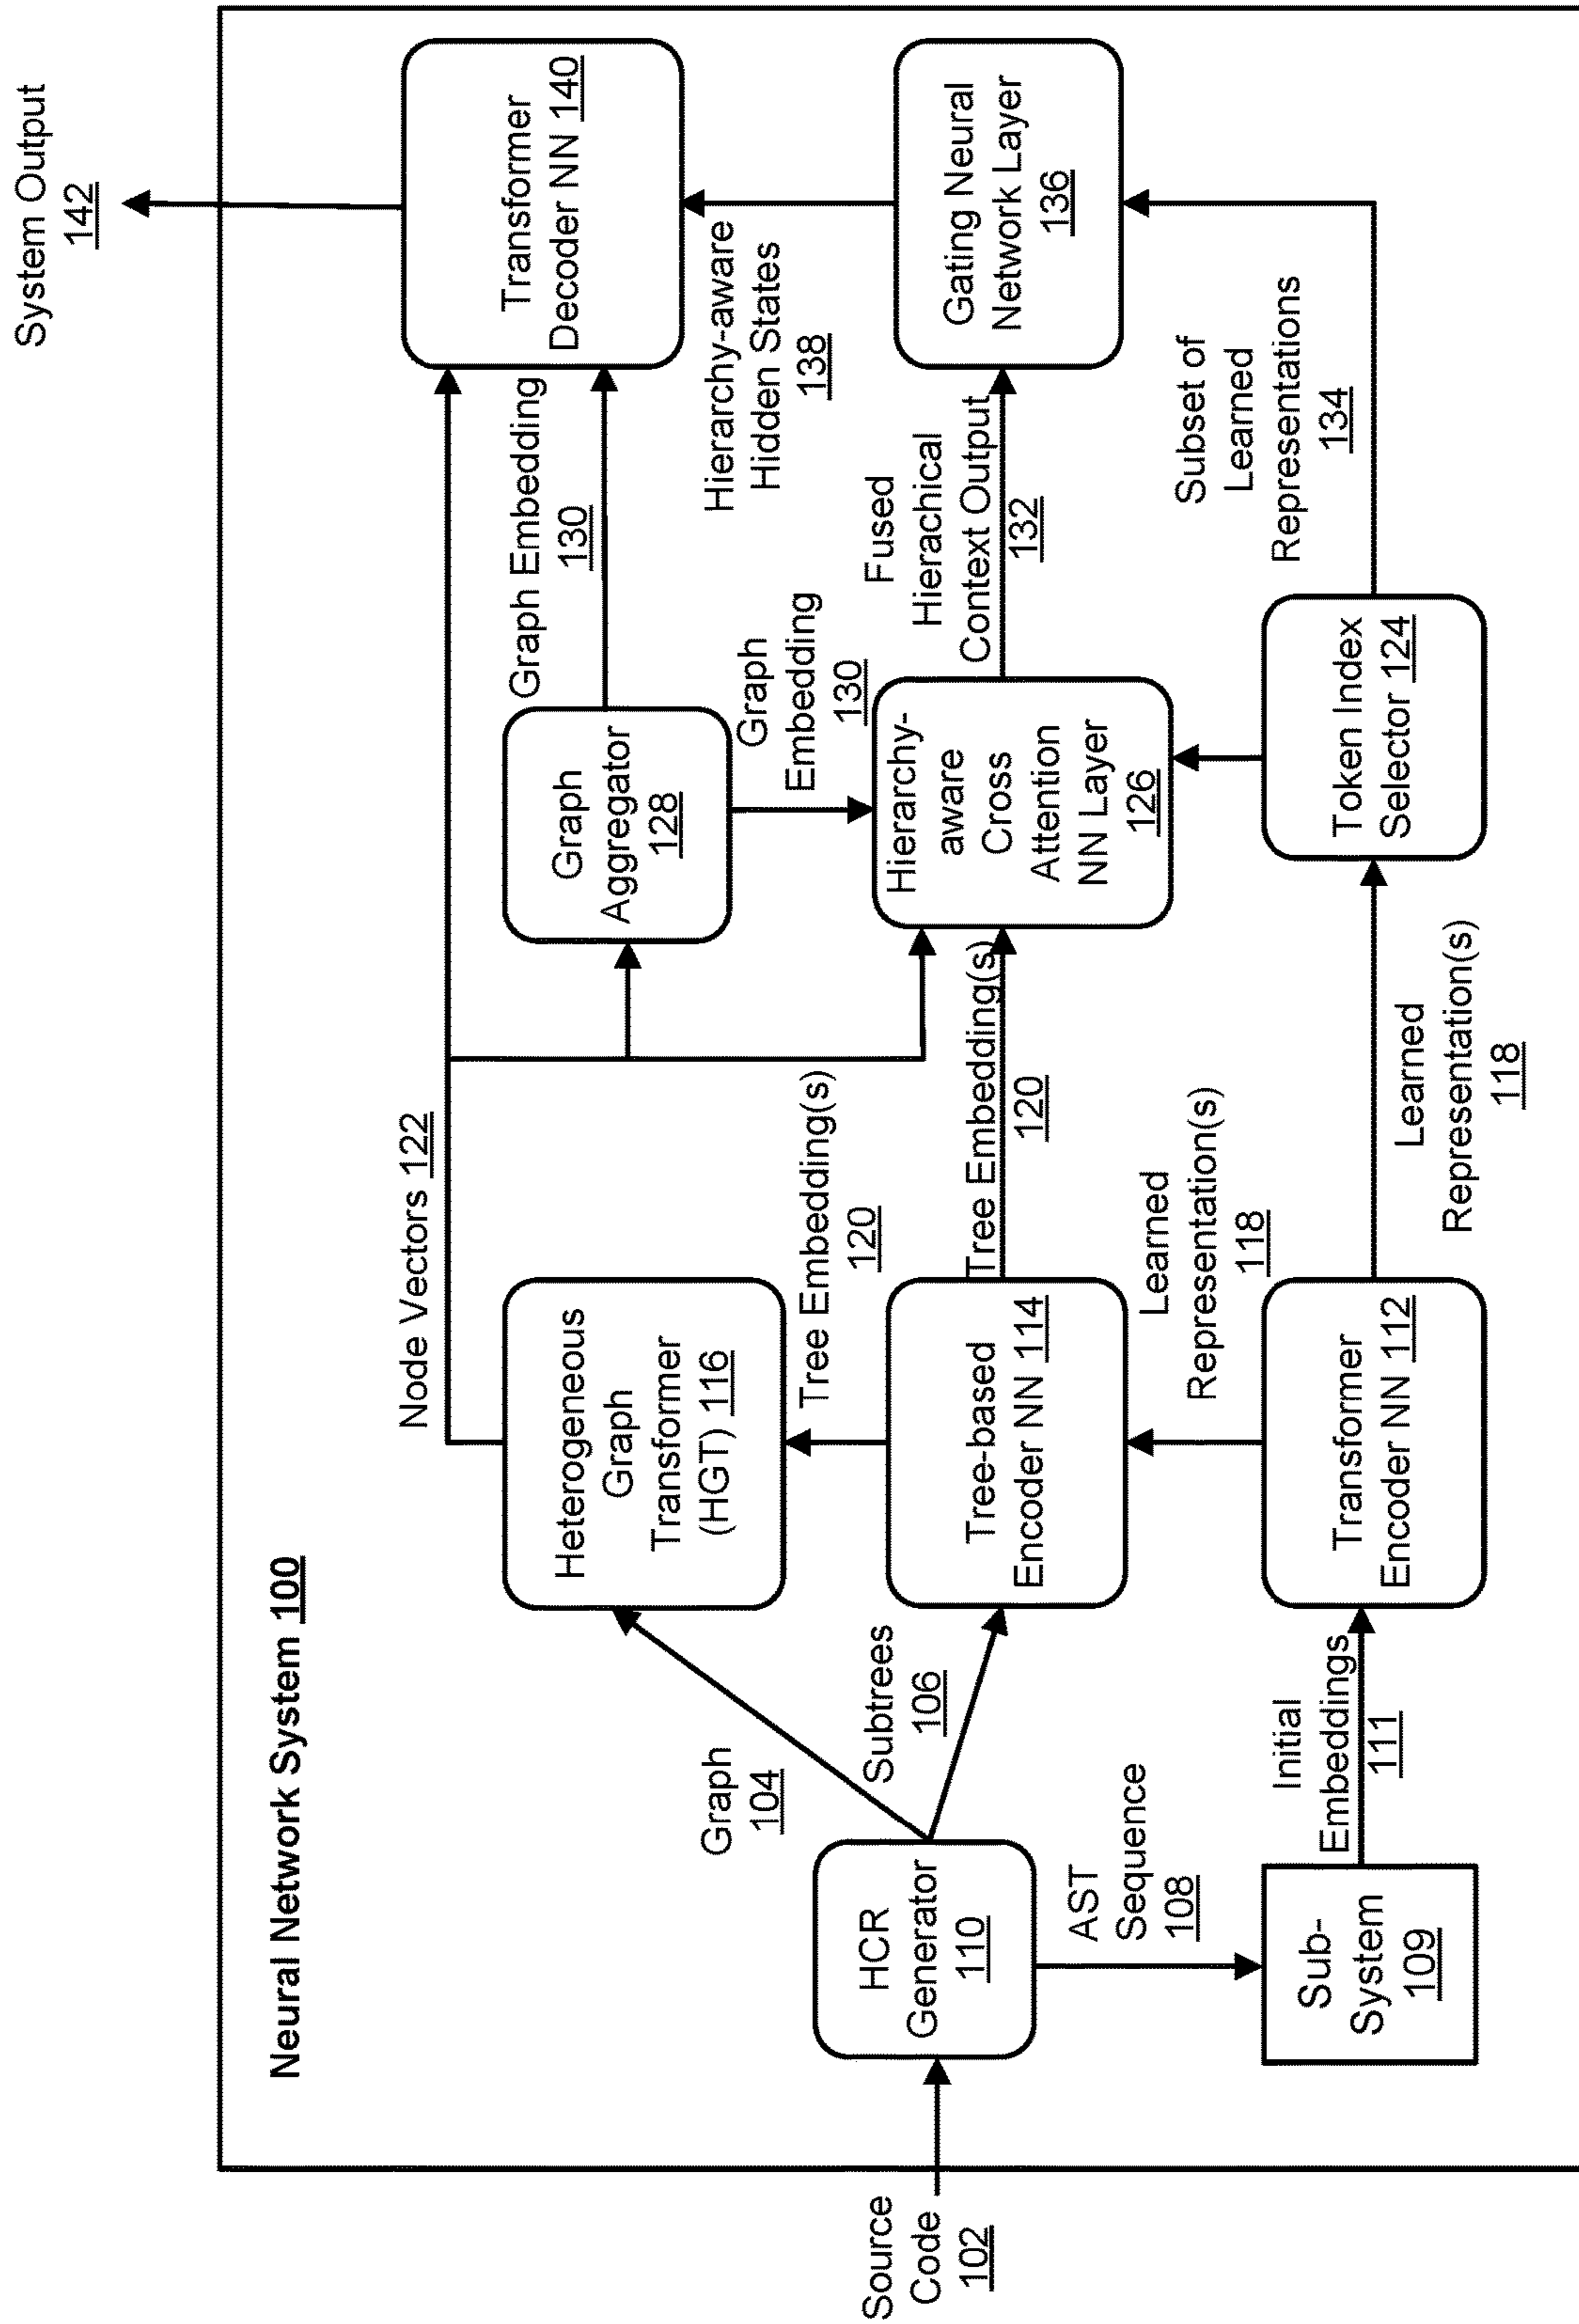 System Output
142
Neural Network System 100
Source
Code
102
HCR
Generator
110
Graph
104
Subtrees
106
AST
Sequence
108
Sub-
System
109
Initial
Embeddings
111
Heterogeneous
Graph
Transformer
(HGT) 116
Tree Embedding(s)
120
Tree-based
Encoder NN 114
Learned
Representation(s)
118
Transformer
Encoder NN 112
Node Vectors 122
Tree Embedding(s)
120
Learned
Representation(s)
118
Graph
Aggregator
128
Graph
Embedding
130
Hierarchy-
aware
Cross
Attention
NN Layer
126
Token Index
Selector 124
Graph Embedding
130
Fused
Hierachical
Context Output
132
Subset of
Learned
Representations
134
Transformer
Decoder NN 140
Hierarchy-aware
Hidden States
138
Gating Neural
Network Layer
136